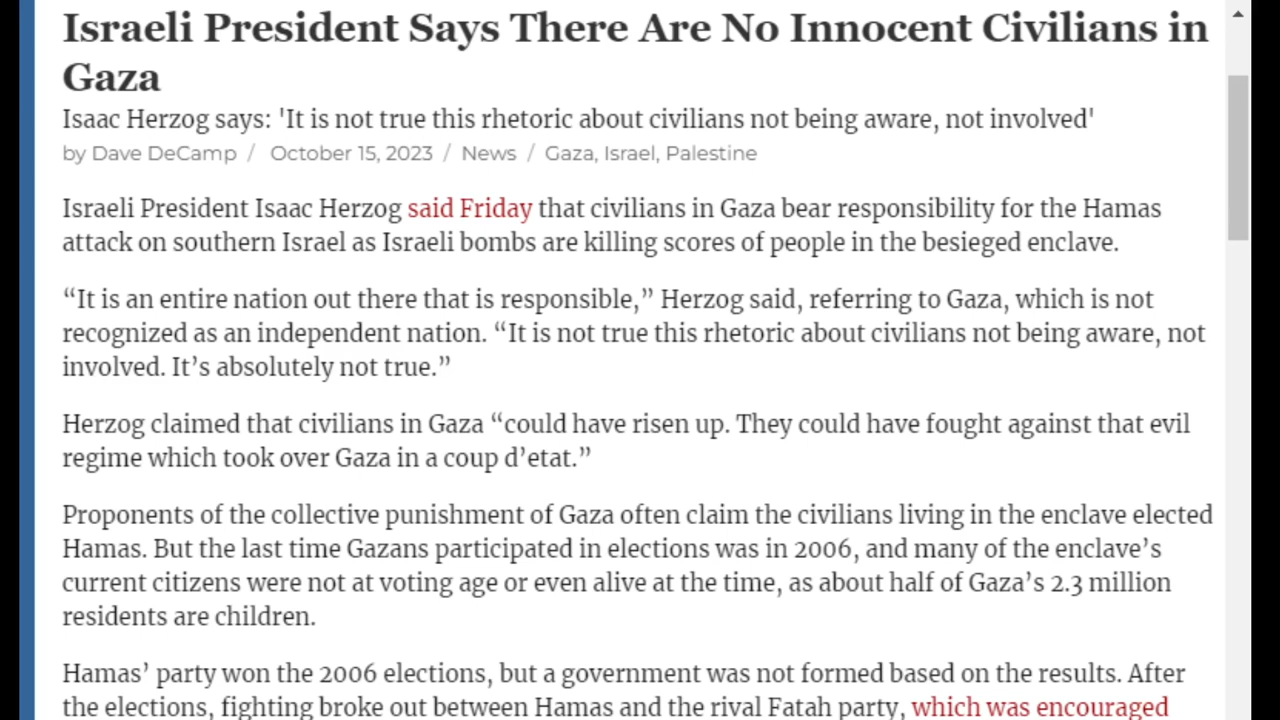 Israeli President Says There Are No Innocent Civilians in
Gaza
Isaac Herzog says: 'It is not true this rhetoric about civilians not being aware, not involved'
by Dave DeCamp / October 15, 2023 / News / Gaza, Israel, Palestine
Israeli President Isaac Herzog said Friday that civilians in Gaza bear responsibility for the Hamas
attack on southern Israel as Israeli bombs are killing scores of people in the besieged enclave.
“It is an entire nation out there that is responsible,” Herzog said, referring to Gaza, which is not
recognized as an independent nation. “It is not true this rhetoric about civilians not being aware, not
involved. It’s absolutely not true.”
Herzog claimed that civilians in Gaza “could have risen up. They could have fought against that evil
regime which took over Gaza in a coup d’etat.”
Proponents of the collective punishment of Gaza often claim the civilians living in the enclave elected
Hamas. But the last time Gazans participated in elections was in 2006, and many of the enclave’s
current citizens were not at voting age or even alive at the time, as about half of Gaza’s 2.3 million
residents are children.
Hamas’ party won the 2006 elections, but a government was not formed based on the results. After
the elections, fighting broke out between Hamas and the rival Fatah party, which was encouraged